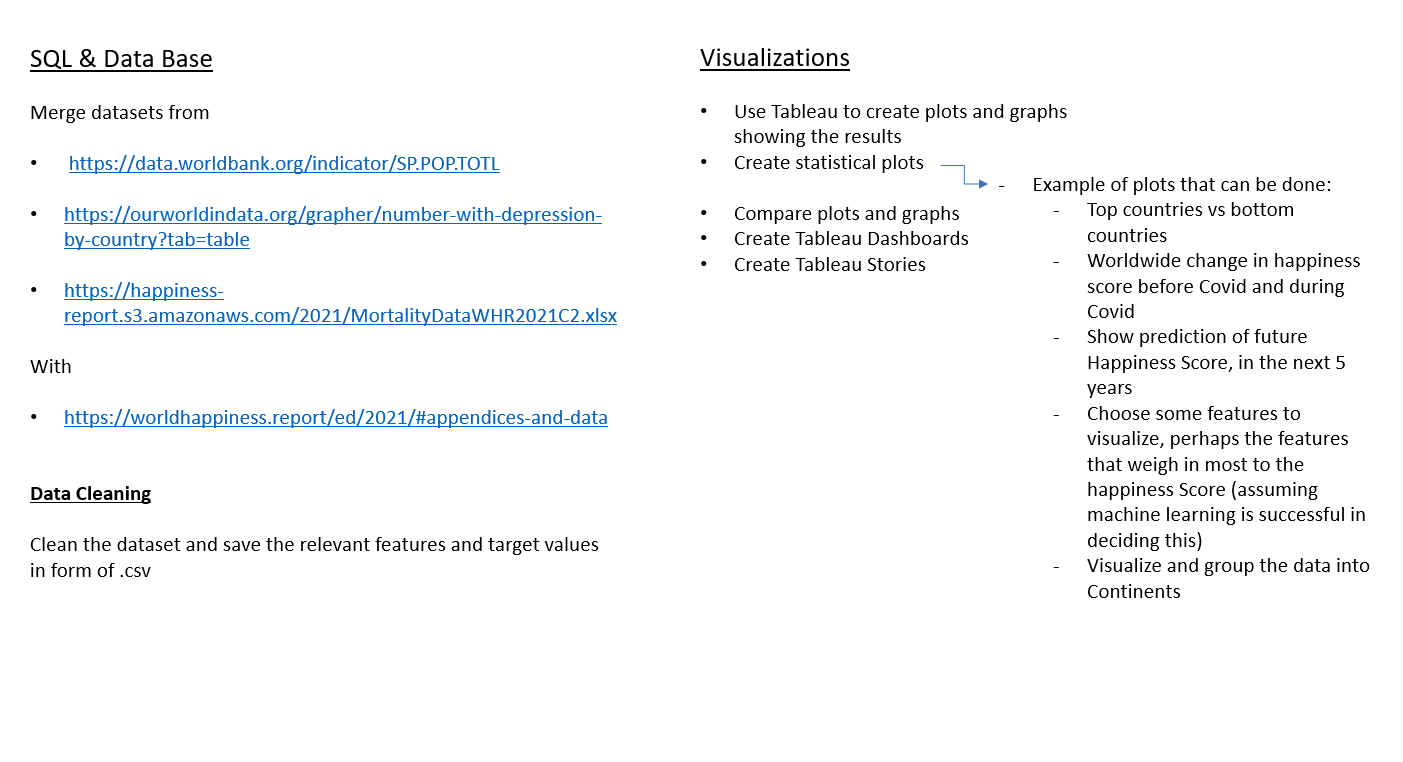 SQL & Data Base
Merge datasets from
• https://data.worldbank.org/indicator/SP.POP.TOTL
• https://ourworldindata.org/grapher/number-with-depression-
by-country?tab=table
• https://happiness-
report.s3.amazonaws.com/2021/MortalityDataWHR2021C2.xlsx
With
• https://worldhappiness.report/ed/2021/#appendices-and-data
Data Cleaning
Clean the dataset and save the relevant features and target values
in form of .csv
Visualizations
• Use Tableau to create plots and graphs
showing the results
• Create statistical plots
• Compare plots and graphs
• Create Tableau Dashboards
• Create Tableau Stories
- Example of plots that can be done:
- Top countries vs bottom
countries
- Worldwide change in happiness
score before Covid and during
Covid
- Show prediction of future
Happiness Score, in the next 5
years
- Choose some features to
visualize, perhaps the features
that weigh in most to the
happiness Score (assuming
machine learning is successful in
deciding this)
- Visualize and group the data into
Continents